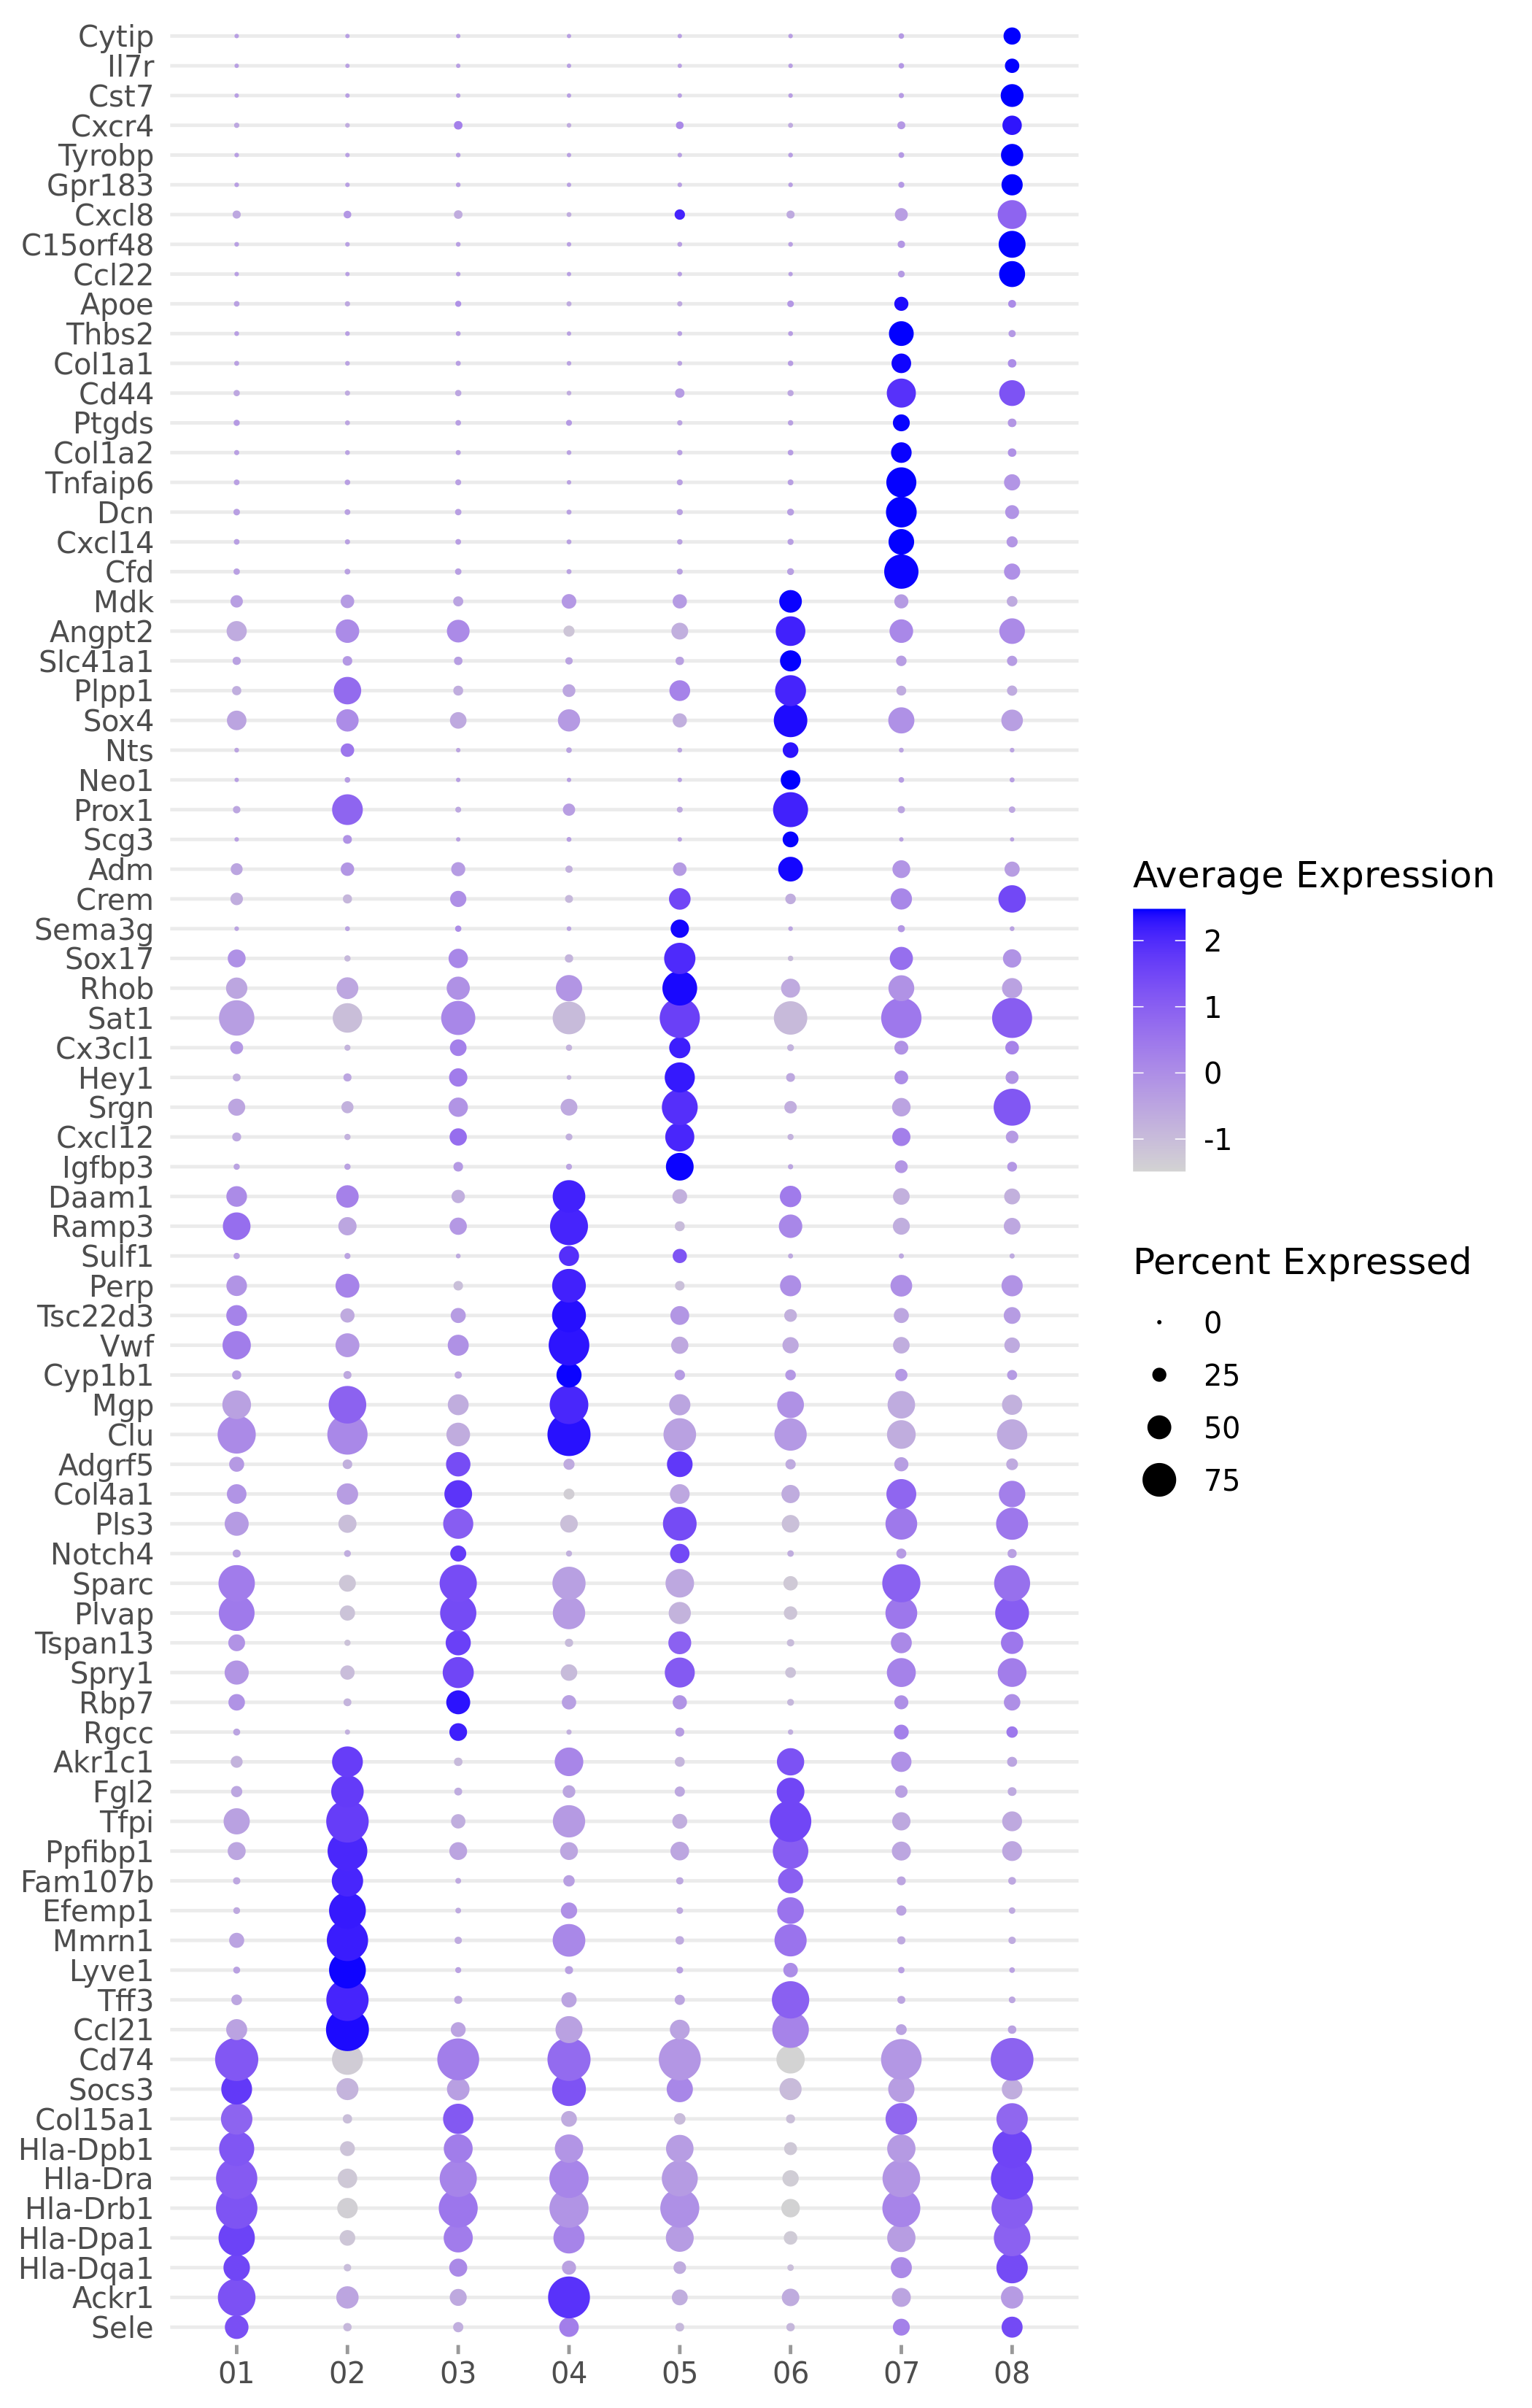 Cytip
Il7r
Cst7
Cxcr4
Tyrobp
Gpr183
Cxcl8
C15orf48
Ccl22
Apoe
Thbs2
Col1a1
Cd44
Ptgds
Col1a2
Tnfaip6
Dcn
Cxcl14
Cfd
Mdk
Angpt2
Slc41a1
Plpp1
Sox4
Nts
Neo1
Prox1
Scg3
Adm
Crem
Sema3g
Sox17
Rhob
Sat1
Cx3cl1
Hey1
Srgn
Cxcl12
Igfbp3
Daam1
Ramp3
Sulf1
Perp
Tsc22d3
Vwf
Cyp1b1
Mgp
Clu
Adgrf5
Col4a1
Pls3
Notch4
Sparc
Plvap
Tspan13
Spry1
Rbp7
Rgcc
Akr1c1
Fgl2
Tfpi
Ppfibp1
Fam107b
Efemp1
Mmrn1
Lyve1
Tff3
Ccl21
Cd74
Socs3
Col15a1
Hla-Dpb1
Hla-Dra
Hla-Drb1
Hla-Dpa1
Hla-Dqa1
Ackr1
Sele
01 02 03 04 05 06 07 08
Average Expression
2
1
0
-1
Percent Expressed
0
25
50
75